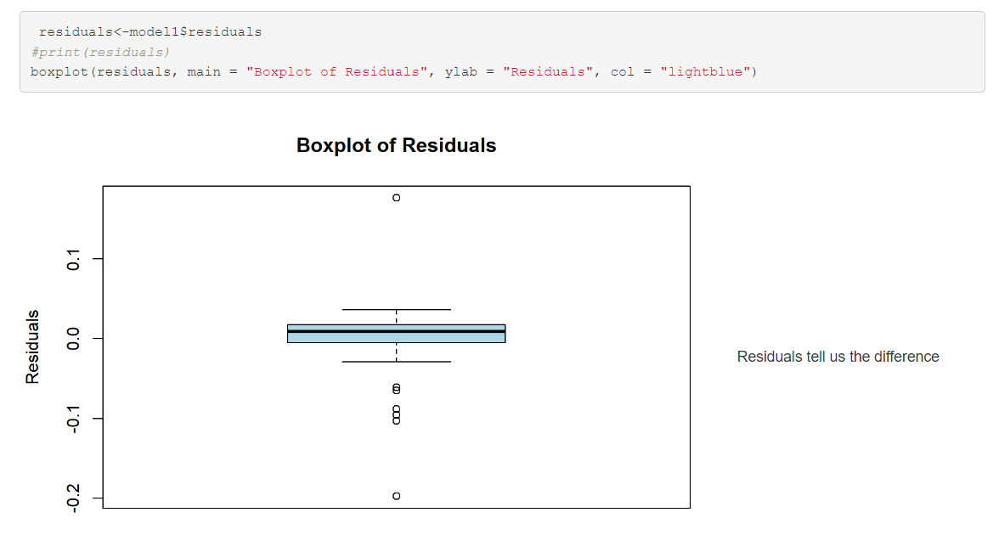 residuals<-model1$residuals
#print(residuals)
boxplot(residuals, main = "Boxplot of Residuals", ylab = "Residuals", col = "lightblue")
Boxplot of Residuals
0.1
0.0
-0.1
-0.2
Residuals
Residuals tell us the difference